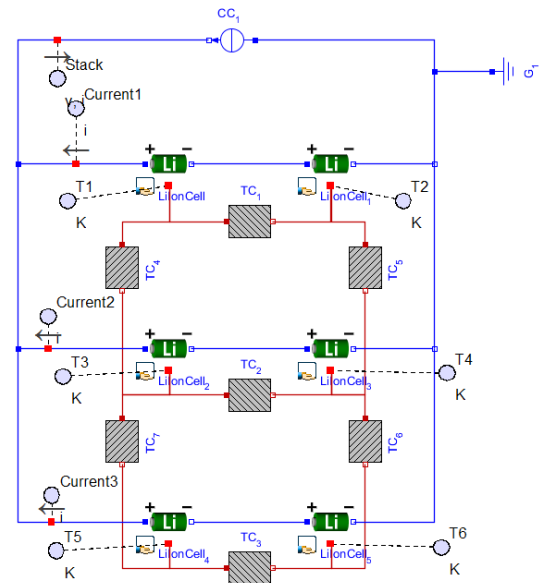 CC1
G1
Stack
v, i
Current1
i
+ − + −
Li Li
T1 LiIonCell TC1 LiIonCell1 T2
K K
TC4 TC5
Current2
i
+ − + −
Li Li
T3 LiIonCell2 TC2 LiIonCell3 T4
K K
TC7 TC6
Current3
i
+ − + −
Li Li
T5 LiIonCell4 TC3 LiIonCell5 T6
K K